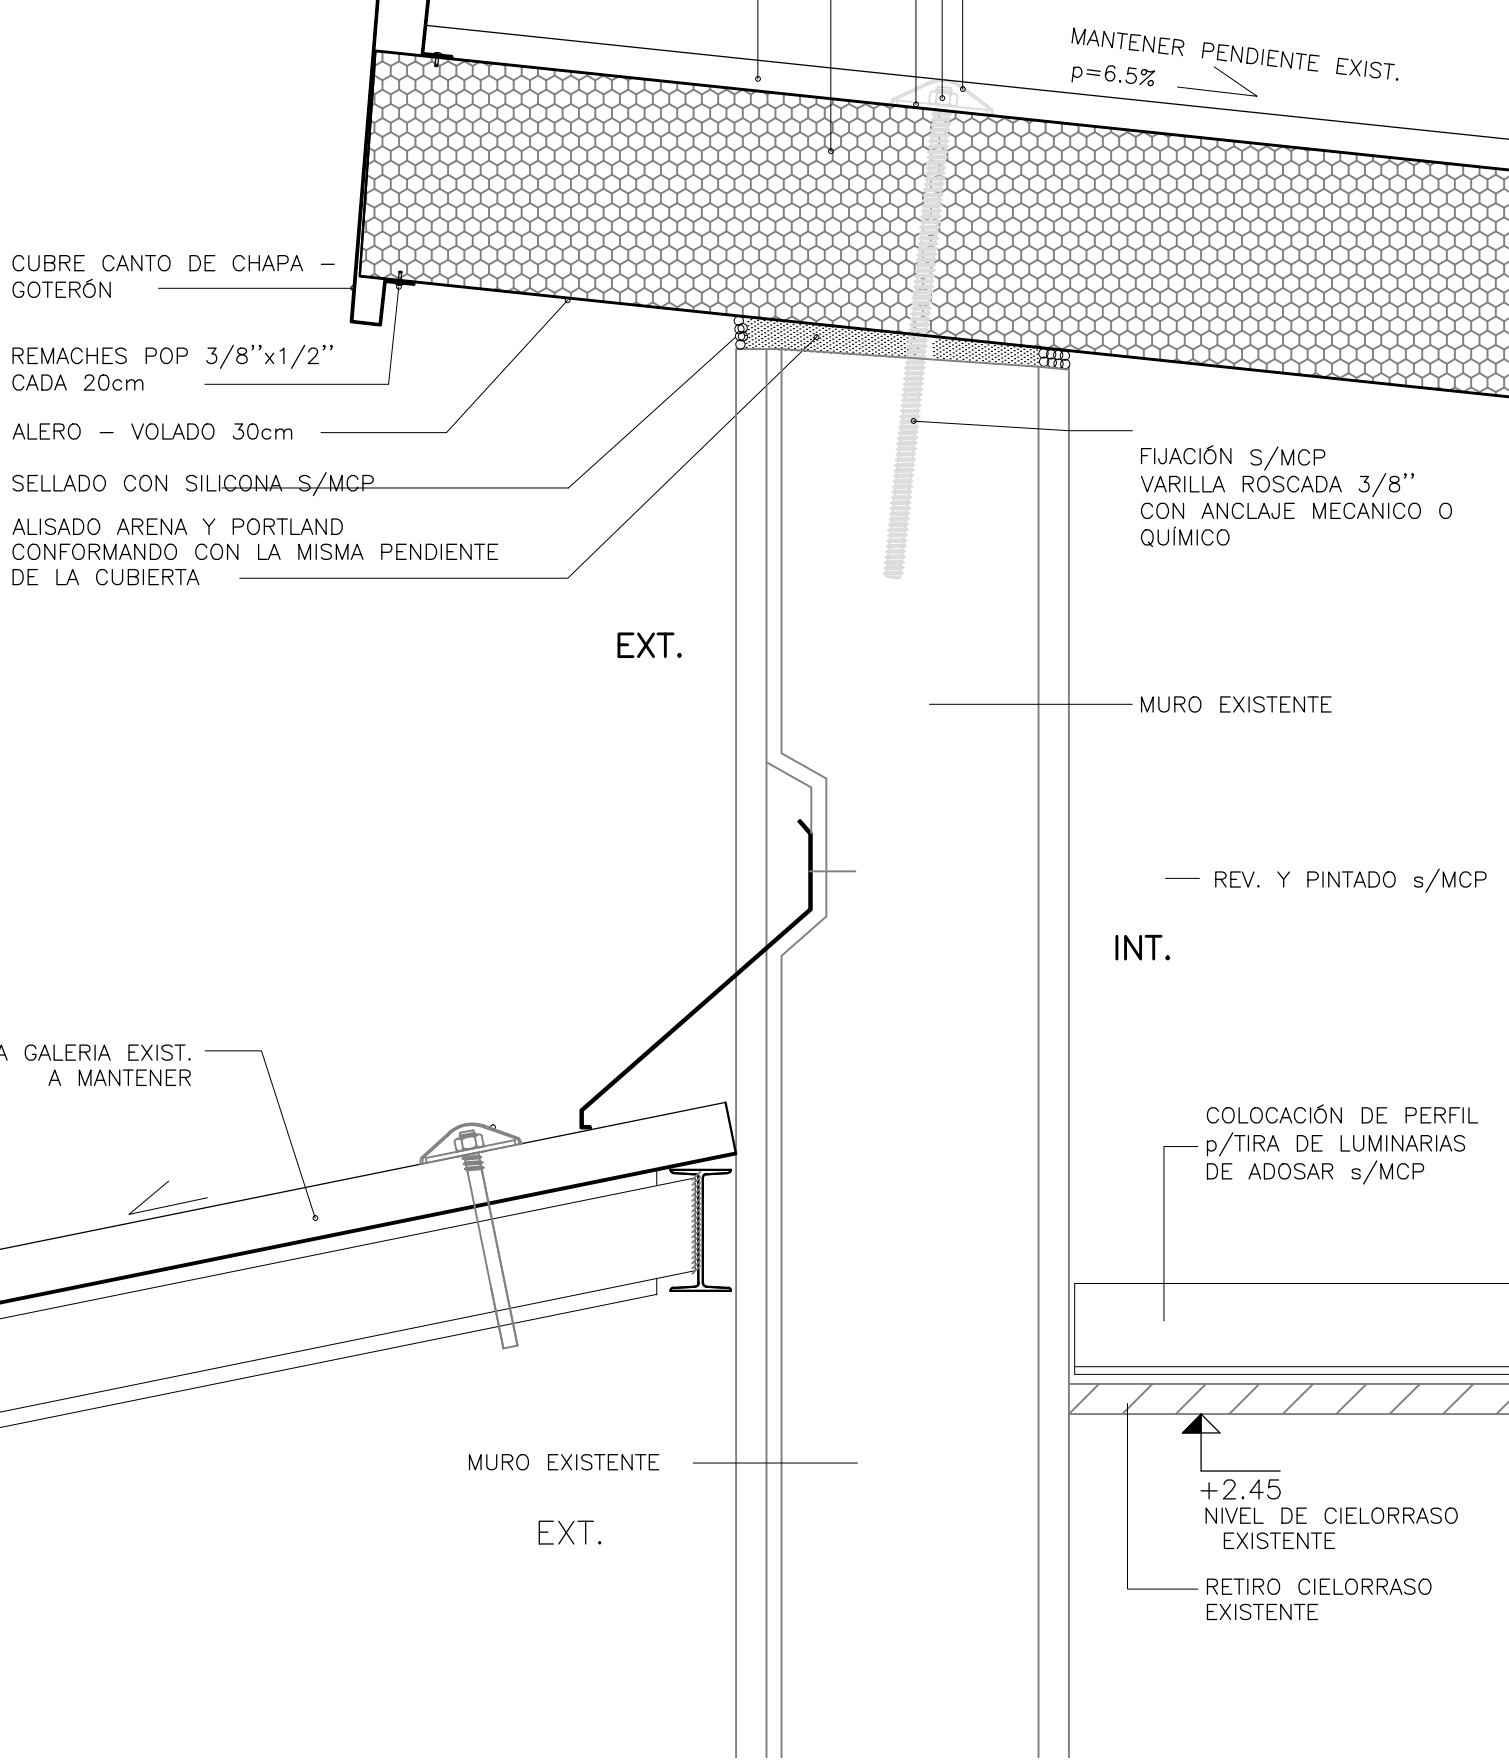 MANTENER PENDIENTE EXIST.
p=6.5%
CUBRE CANTO DE CHAPA –
GOTERÓN
REMACHES POP 3/8''x1/2''
CADA 20cm
ALERO – VOLADO 30cm
SELLADO CON SILICONA S/MCP
ALISADO ARENA Y PORTLAND
CONFORMANDO CON LA MISMA PENDIENTE
DE LA CUBIERTA
FIJACIÓN S/MCP
VARILLA ROSCADA 3/8''
CON ANCLAJE MECANICO O
QUÍMICO
EXT.
MURO EXISTENTE
REV. Y PINTADO s/MCP
INT.
A GALERIA EXIST.
A MANTENER
COLOCACIÓN DE PERFIL
p/TIRA DE LUMINARIAS
DE ADOSAR s/MCP
MURO EXISTENTE
EXT.
+2.45
NIVEL DE CIELORRASO
EXISTENTE
RETIRO CIELORRASO
EXISTENTE